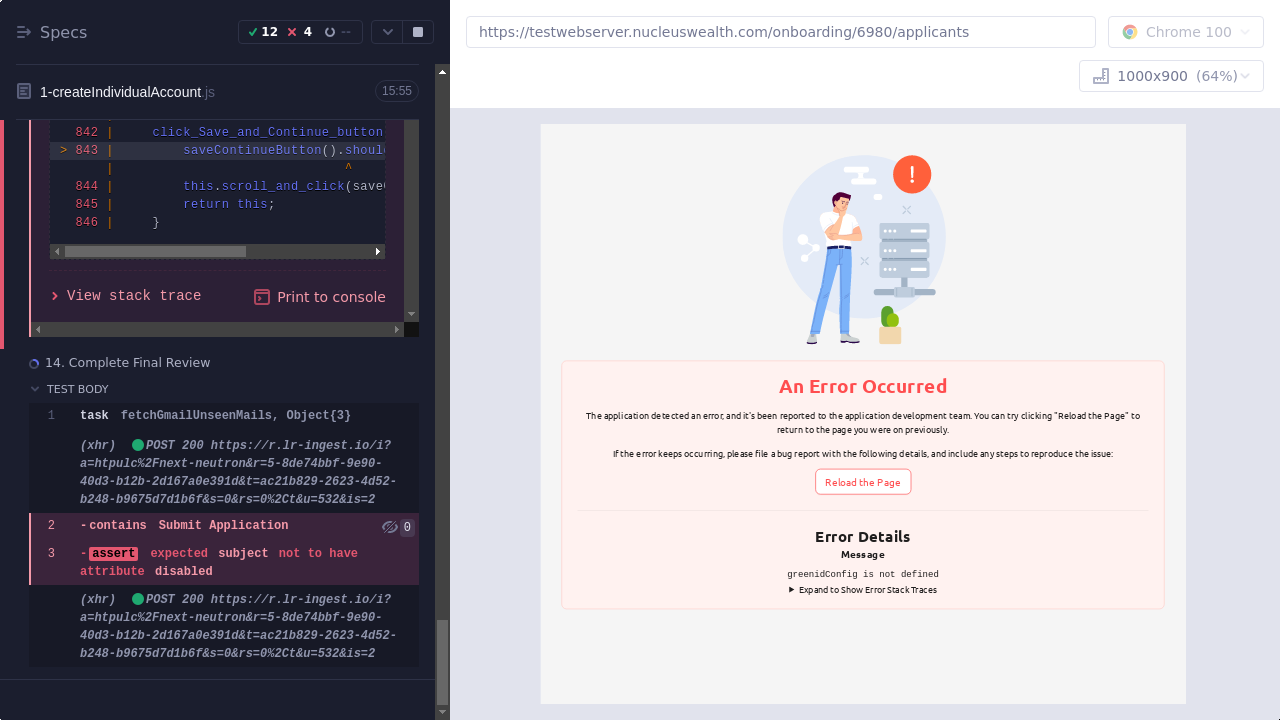 Specs
12 4 --
1-createIndividualAccount.js
15:55
842 | click_Save_and_Continue_button
> 843 | saveContinueButton().shoul
| ^
844 | this.scroll_and_click(save
845 | return this;
846 | }
View stack trace
Print to console
14. Complete Final Review
TEST BODY
1 task fetchGmailUnseenMails, Object{3}
(xhr) POST 200 https://r.lr-ingest.io/i?
a=htpulc%2Fnext-neutron&r=5-8de74bbf-9e90-
40d3-b12b-2d167a0e391d&t=ac21b829-2623-4d52-
b248-b9675d7d1b6f&s=0&rs=0%2Ct&u=532&is=2
2 -contains Submit Application 0
3 -assert expected subject not to have
attribute disabled
(xhr) POST 200 https://r.lr-ingest.io/i?
a=htpulc%2Fnext-neutron&r=5-8de74bbf-9e90-
40d3-b12b-2d167a0e391d&t=ac21b829-2623-4d52-
b248-b9675d7d1b6f&s=0&rs=0%2Ct&u=532&is=2
https://testwebserver.nucleuswealth.com/onboarding/6980/applicants
Chrome 100
1000x900 (64%)
!
An Error Occurred
The application detected an error, and it's been reported to the application development team. You can try clicking "Reload the Page" to
return to the page you were on previously.
If the error keeps occurring, please file a bug report with the following details, and include any steps to reproduce the issue:
Reload the Page
Error Details
Message
greenidConfig is not defined
Expand to Show Error Stack Traces